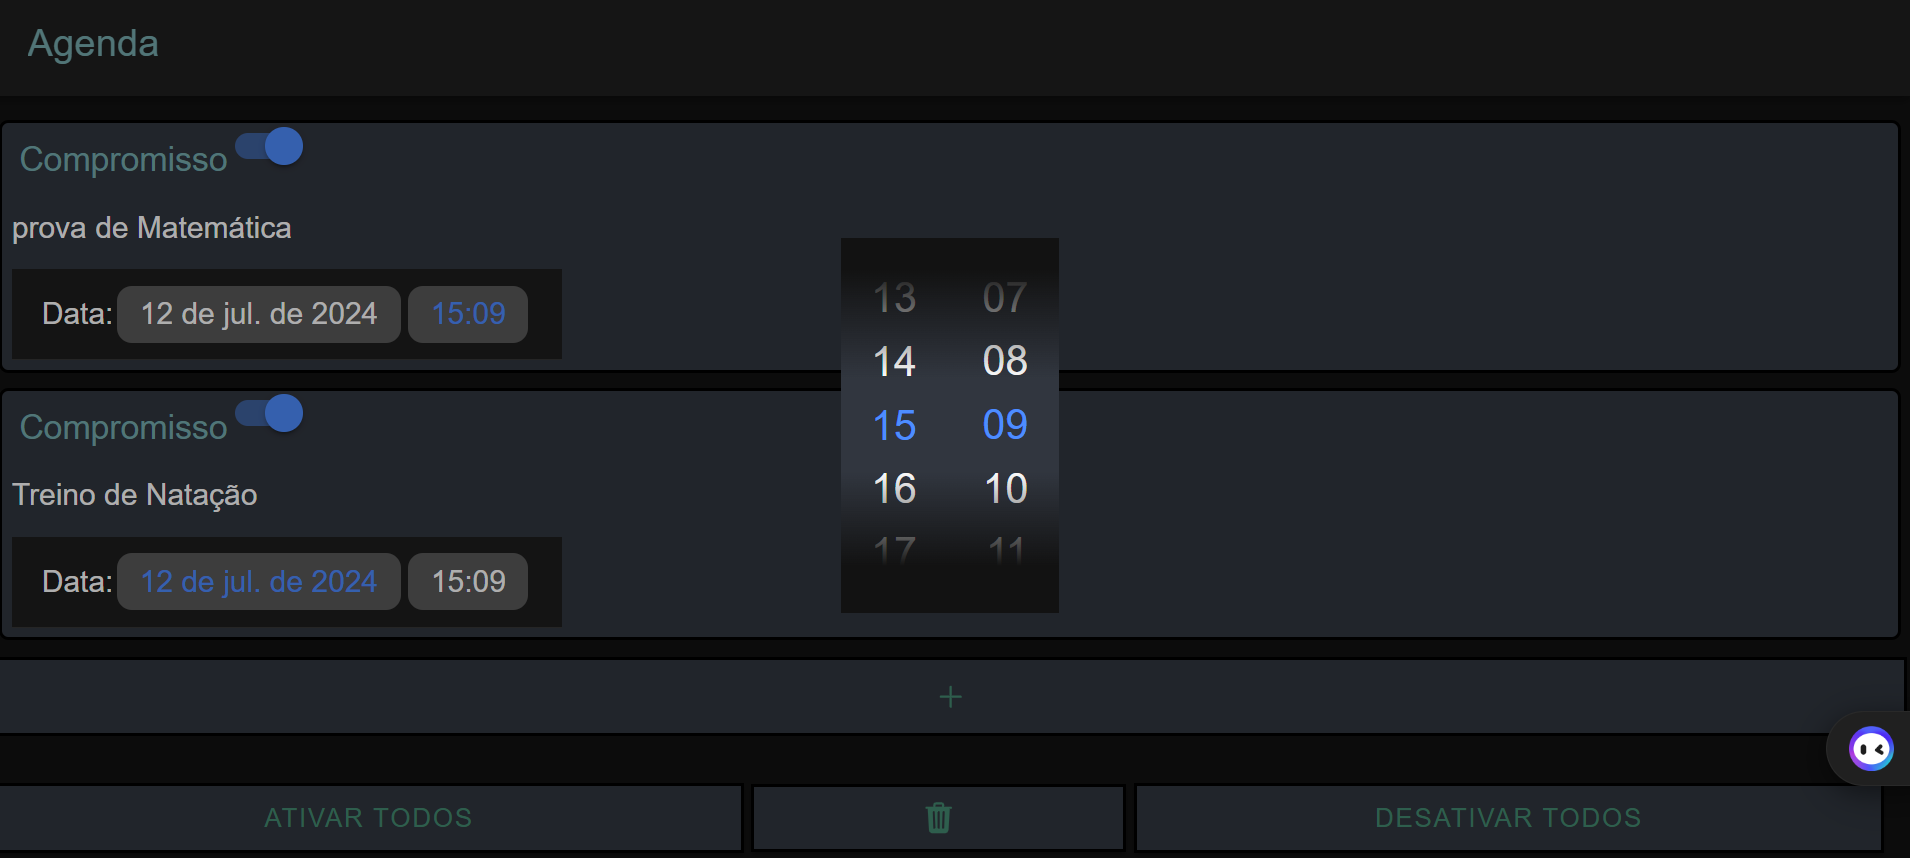 Agenda
Compromisso
prova de Matemática
Data: 12 de jul. de 2024 15:09
Compromisso
Treino de Natação
Data: 12 de jul. de 2024 15:09
13 07
14 08
15 09
16 10
17 11
+
ATIVAR TODOS
DESATIVAR TODOS